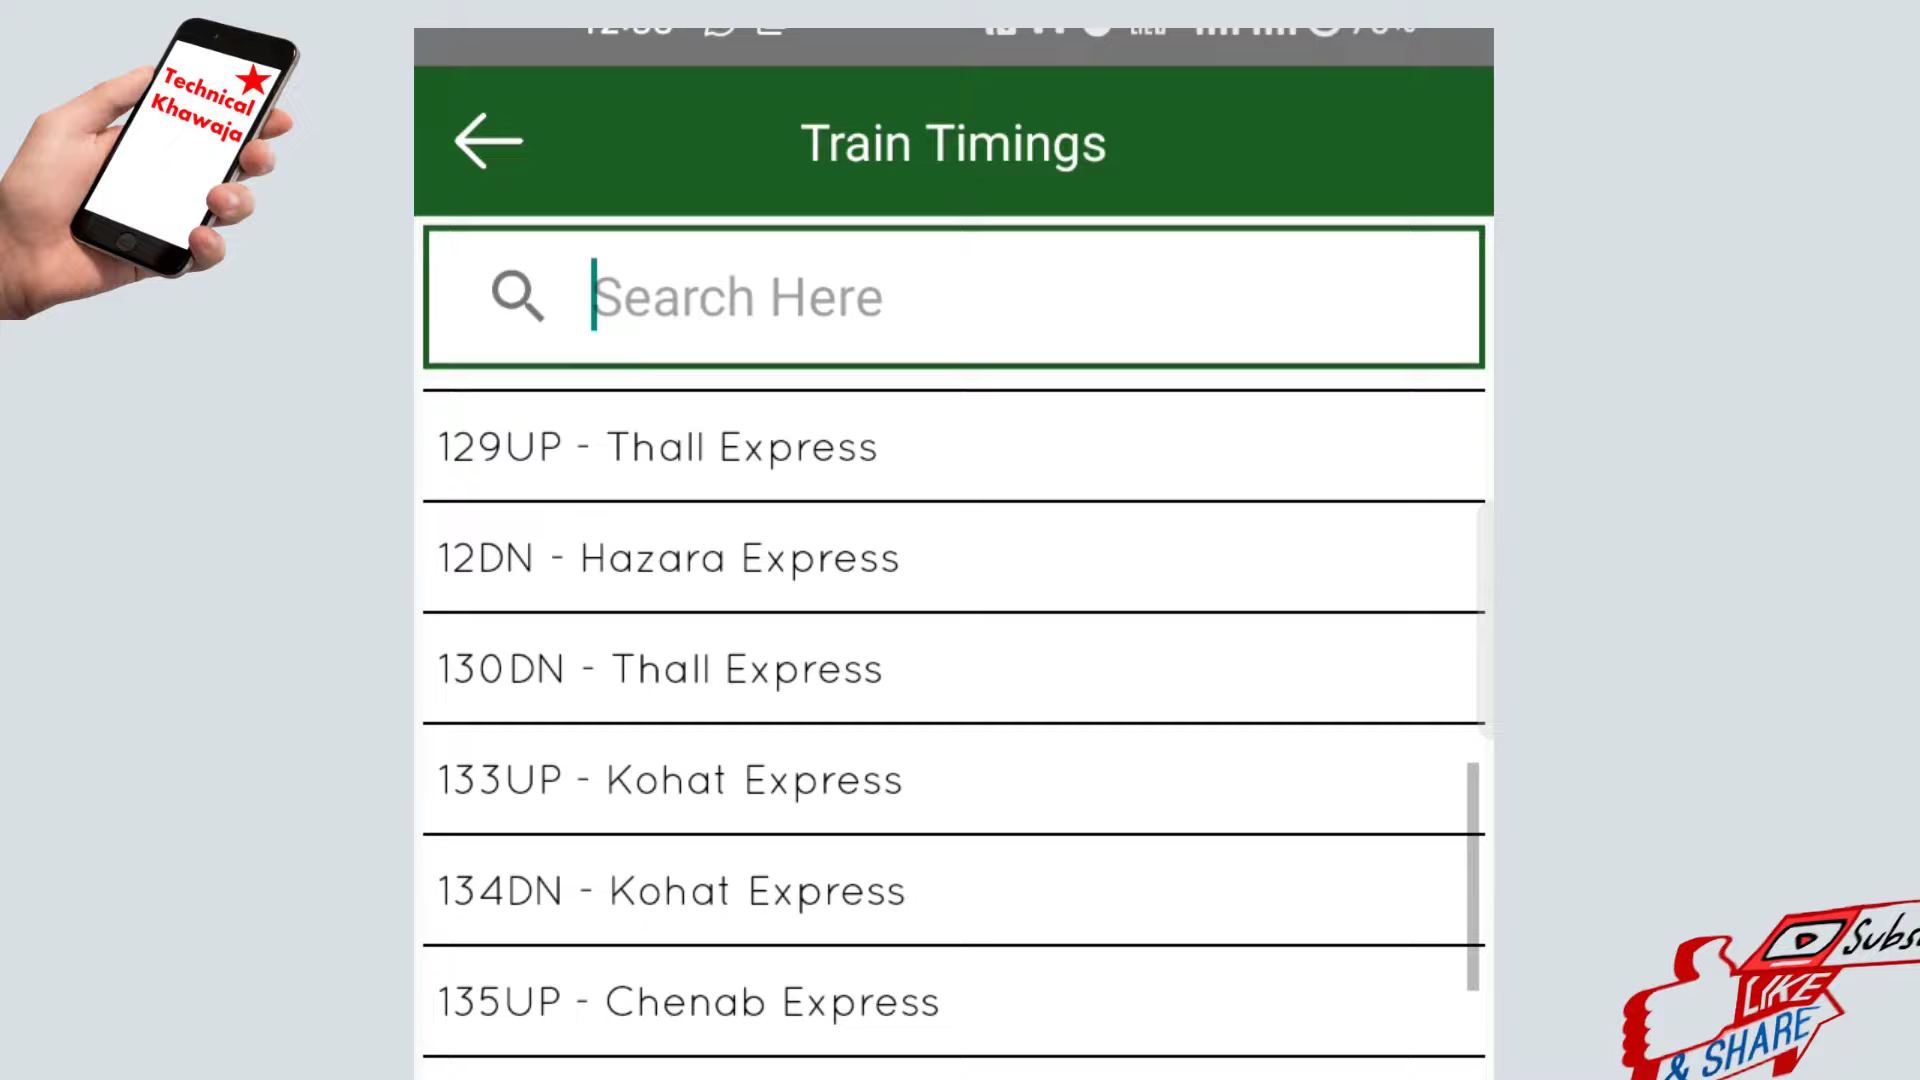 Technical
Khawaja
Train Timings
Search Here
129UP - Thall Express
12DN - Hazara Express
130DN - Thall Express
133UP - Kohat Express
134DN - Kohat Express
135UP - Chenab Express
LIKE
& SHARE